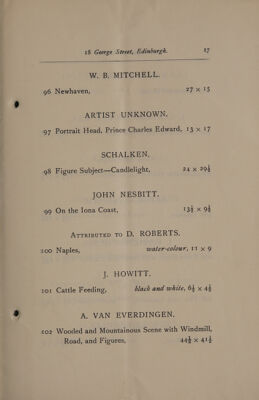 18 George Street, Edinburgh. 17
W. B. MITCHELL.
96 Newhaven, 27 x 15
ARTIST UNKNOWN.
97 Portrait Head, Prince Charles Edward, 13 x 17
SCHALKEN.
98 Figure Subject—Candlelight, 24 x 29½
JOHN NESBITT.
99 On the Iona Coast, 13½ x 9½
ATTRIBUTED TO D. ROBERTS.
100 Naples, water-colour, 11 x 9
J. HOWITT.
101 Cattle Feeding, black and white, 6½ x 4½
A. VAN EVERDINGEN.
102 Wooded and Mountainous Scene with Windmill,
Road, and Figures, 44½ x 41½